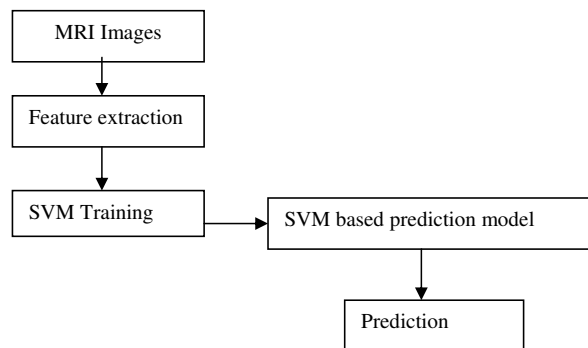 MRI Images
Feature extraction
SVM Training
SVM based prediction model
Prediction